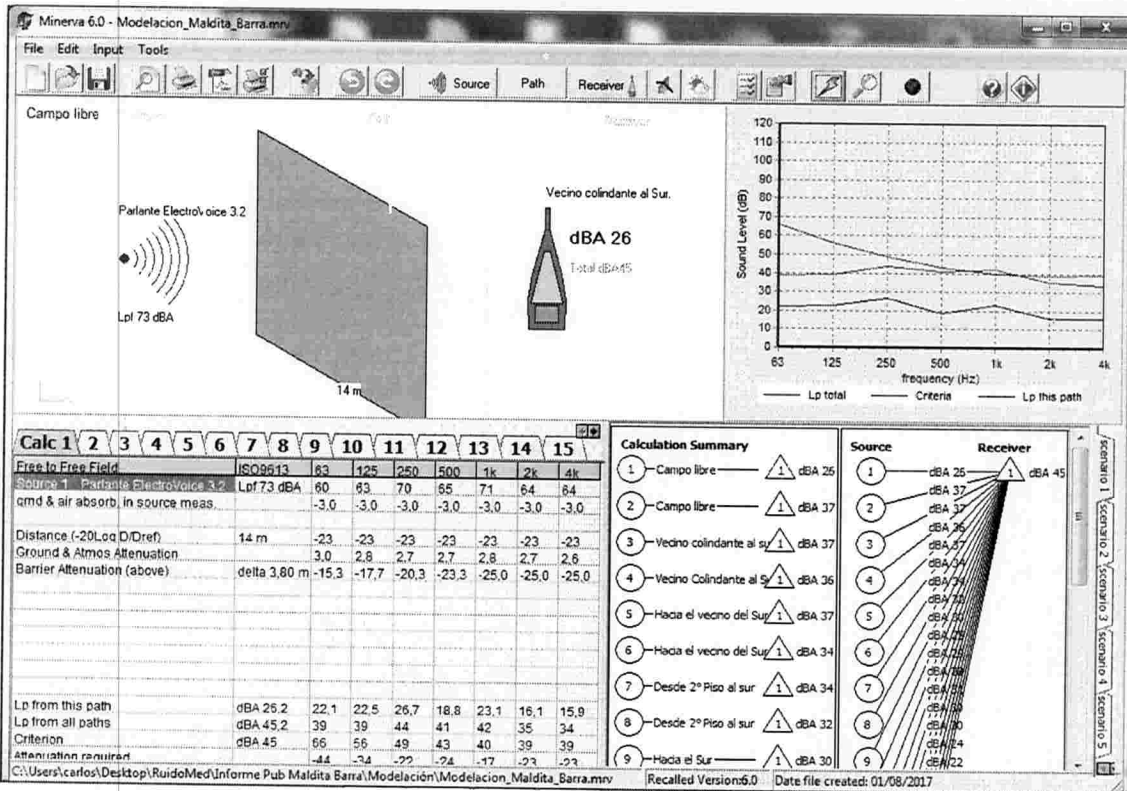 Minerva 6.0 - Modelacion_Maldita_Barra.mrv
File Edit Input Tools
Source Path Receiver
Campo libre
Parlante ElectroVoice 3.2
Lpf 73 dBA
14 m
Vecino colindante al Sur.
dBA 26
Total dBA45
Sound Level (dB)
120
110
100
90
80
70
60
50
40
30
20
10
0
63 125 250 500 1k 2k 4k
frequency (Hz)
Lp total Criteria Lp this path
Calc 1 2 3 4 5 6 7 8 9 10 11 12 13 14 15
Free to Free Field ISO9613 63 125 250 500 1k 2k 4k
Source 1 Parlante ElectroVoice 3.2 Lpf 73 dBA 60 63 70 65 71 64 64
grnd & air absorb. in source meas. -3,0 -3,0 -3,0 -3,0 -3,0 -3,0 -3,0
Distance (-20Log D/Dref) 14 m -23 -23 -23 -23 -23 -23 -23
Ground & Atmos Attenuation 3,0 2,8 2,7 2,7 2,8 2,7 2,6
Barrier Attenuation (above) delta 3,80 m -15,3 -17,7 -20,3 -23,3 -25,0 -25,0 -25,0
Lp from this path dBA 26,2 22,1 22,5 26,7 18,8 23,1 16,1 15,9
Lp from all paths dBA 45,2 39 39 44 41 42 35 34
Criterion dBA 45 66 56 49 43 40 39 39
Attenuation required -44 -34 -22 -24 -17 -23 -23
Calculation Summary
1 Campo libre 1 dBA 26
2 Campo libre 1 dBA 37
3 Vecino colindante al su 1 dBA 37
4 Vecino Colindante al S 1 dBA 36
5 Hacia el vecino del Sur 1 dBA 37
6 Hacia el vecino del Sur 1 dBA 34
7 Desde 2º Piso al sur 1 dBA 34
8 Desde 2º Piso al sur 1 dBA 32
9 Hacia el Sur 1 dBA 30
Source Receiver
1 dBA 26 1 dBA 45
2 dBA 37
3 dBA 37
4 dBA 36
5 dBA 37
6 dBA 34
7 dBA 34
8
9
scenario 1
scenario 2
scenario 3
scenario 4
scenario 5
C:\Users\carlos\Desktop\RuidoMed\Informe Pub Maldita Barra\Modelación\Modelacion_Maldita_Barra.mrv Recalled Version:6.0 Date file created: 01/08/2017